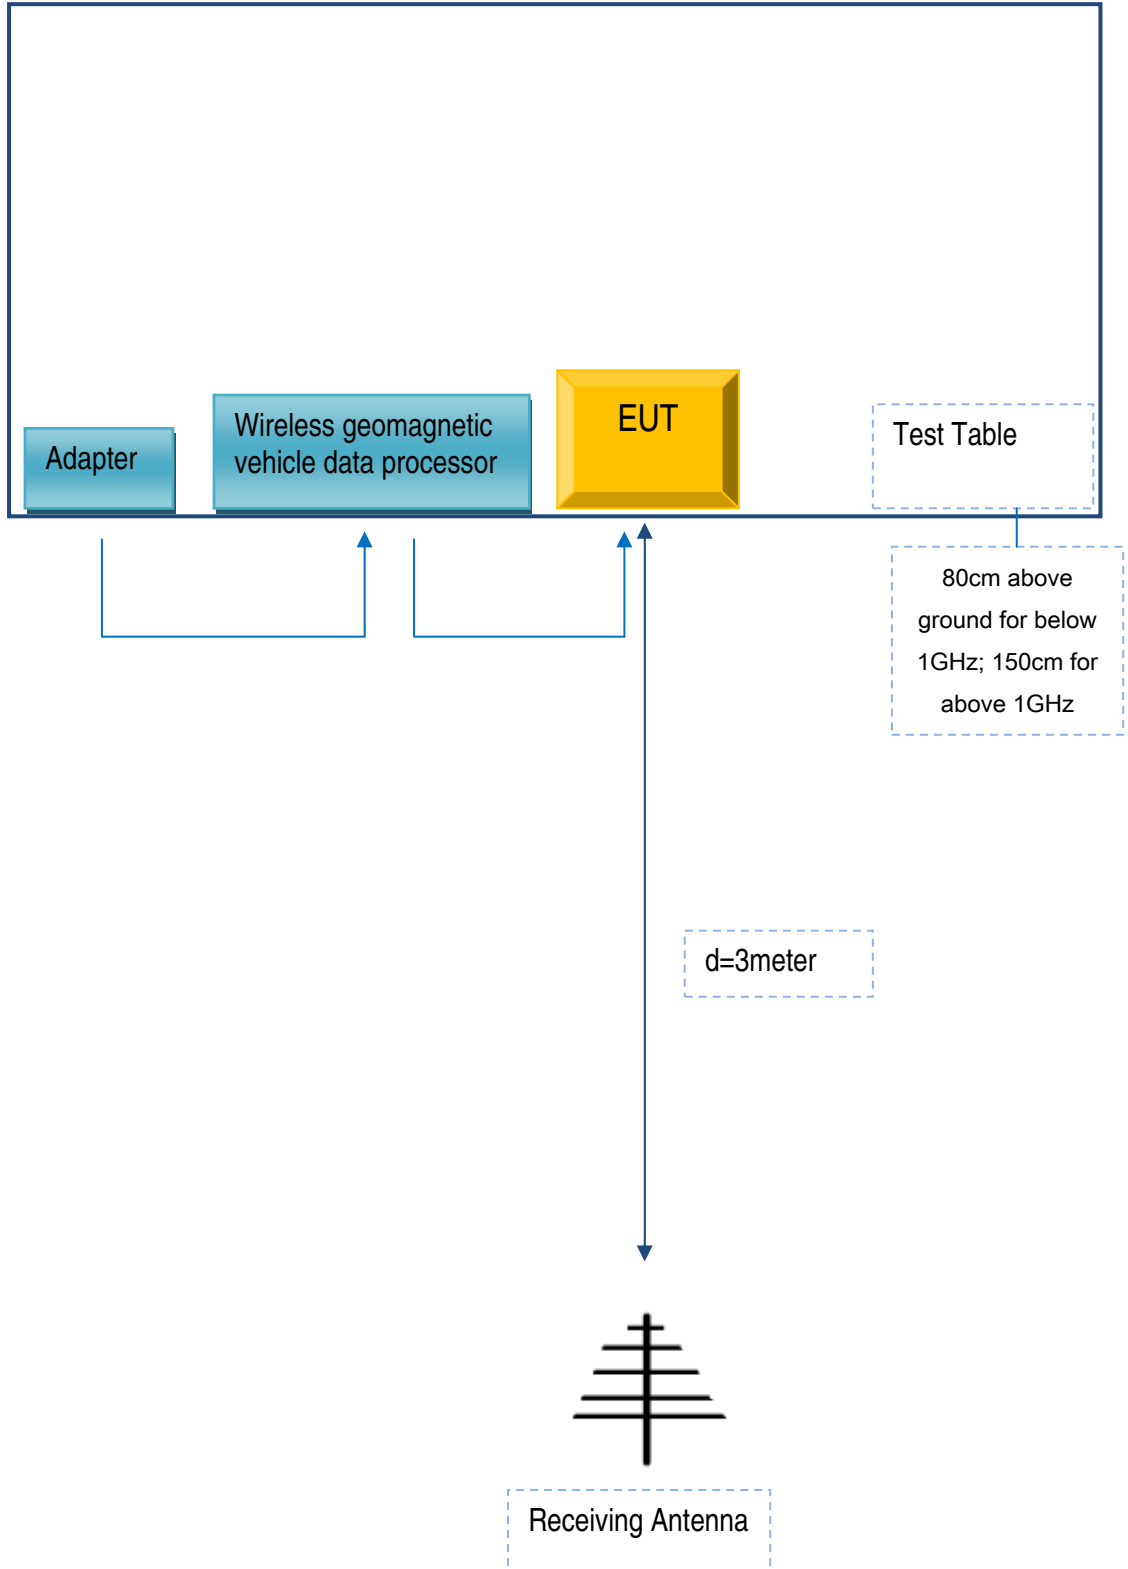 Adapter
Wireless geomagnetic
vehicle data processor
EUT
Test Table
80cm above
ground for below
1GHz; 150cm for
above 1GHz
d=3meter
Receiving Antenna